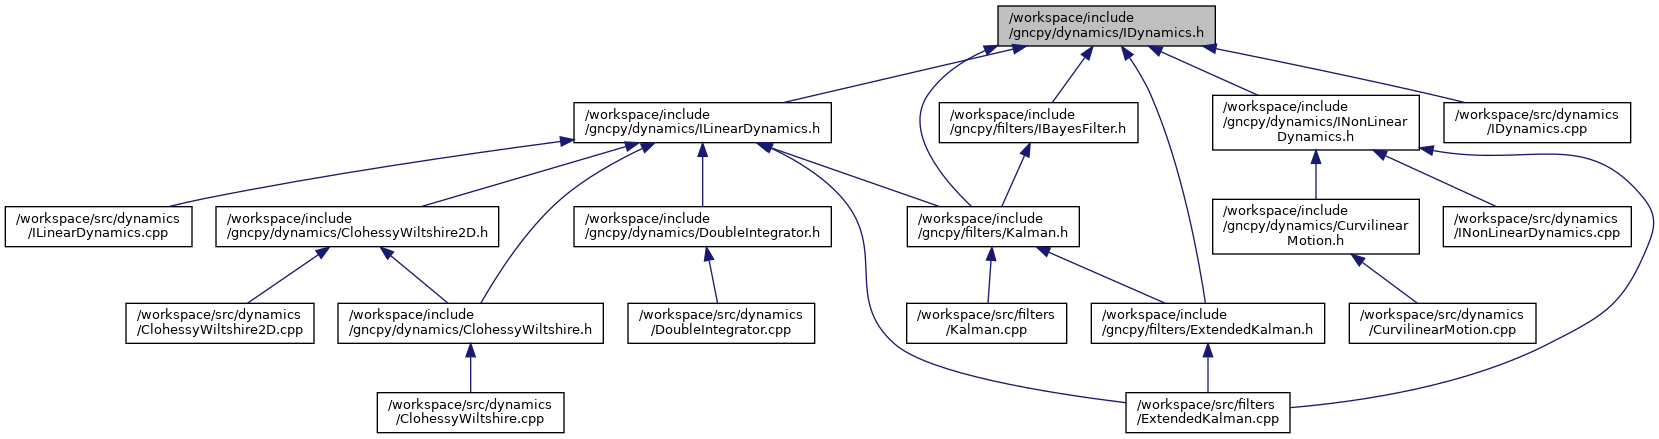 /workspace/include
/gncpy/dynamics/IDynamics.h
/workspace/include
/gncpy/dynamics/ILinearDynamics.h
/workspace/include
/gncpy/filters/IBayesFilter.h
/workspace/include
/gncpy/dynamics/INonLinear
Dynamics.h
/workspace/src/dynamics
/IDynamics.cpp
/workspace/src/dynamics
/ILinearDynamics.cpp
/workspace/include
/gncpy/dynamics/ClohessyWiltshire2D.h
/workspace/include
/gncpy/dynamics/DoubleIntegrator.h
/workspace/include
/gncpy/filters/Kalman.h
/workspace/include
/gncpy/dynamics/Curvilinear
Motion.h
/workspace/src/dynamics
/INonLinearDynamics.cpp
/workspace/src/dynamics
/ClohessyWiltshire2D.cpp
/workspace/include
/gncpy/dynamics/ClohessyWiltshire.h
/workspace/src/dynamics
/DoubleIntegrator.cpp
/workspace/src/filters
/Kalman.cpp
/workspace/include
/gncpy/filters/ExtendedKalman.h
/workspace/src/dynamics
/CurvilinearMotion.cpp
/workspace/src/dynamics
/ClohessyWiltshire.cpp
/workspace/src/filters
/ExtendedKalman.cpp